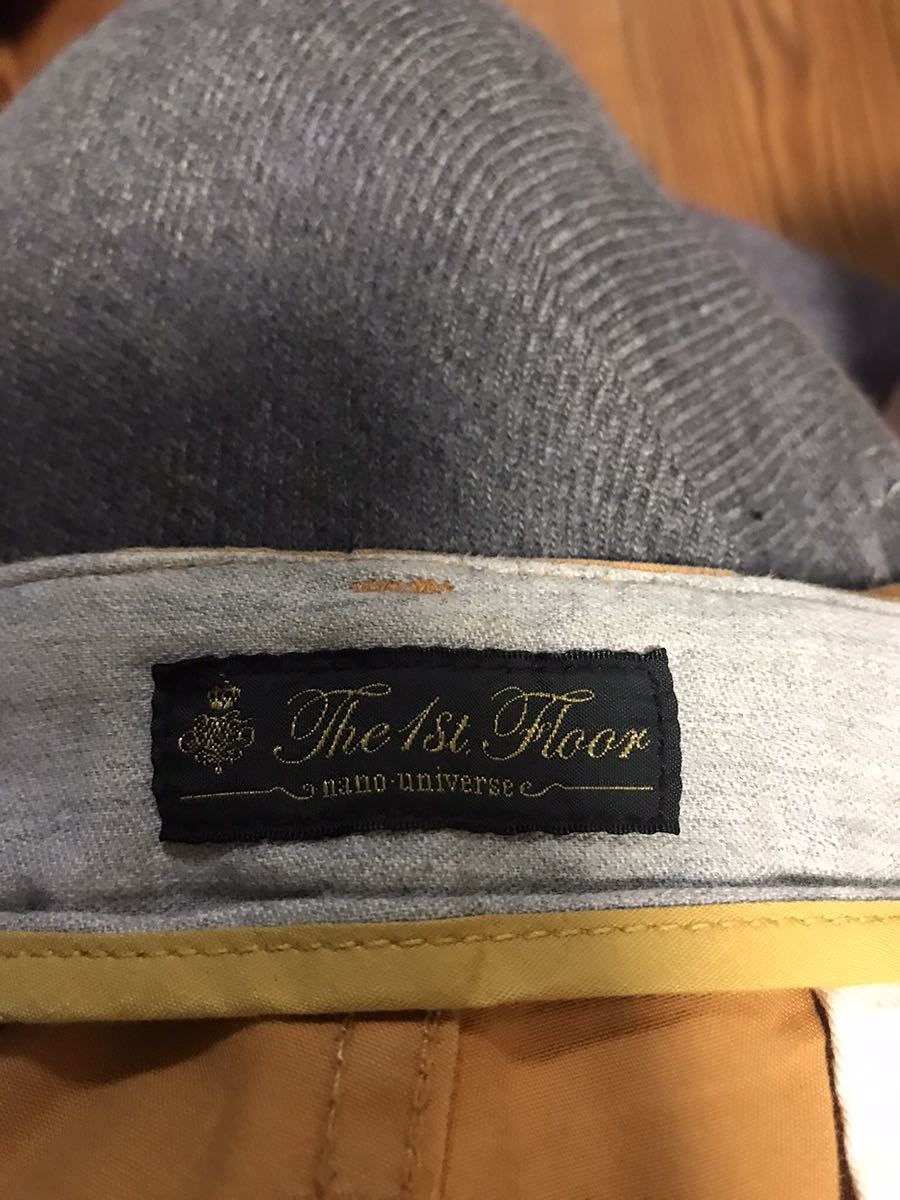 The 1st. Floor
nano·universe